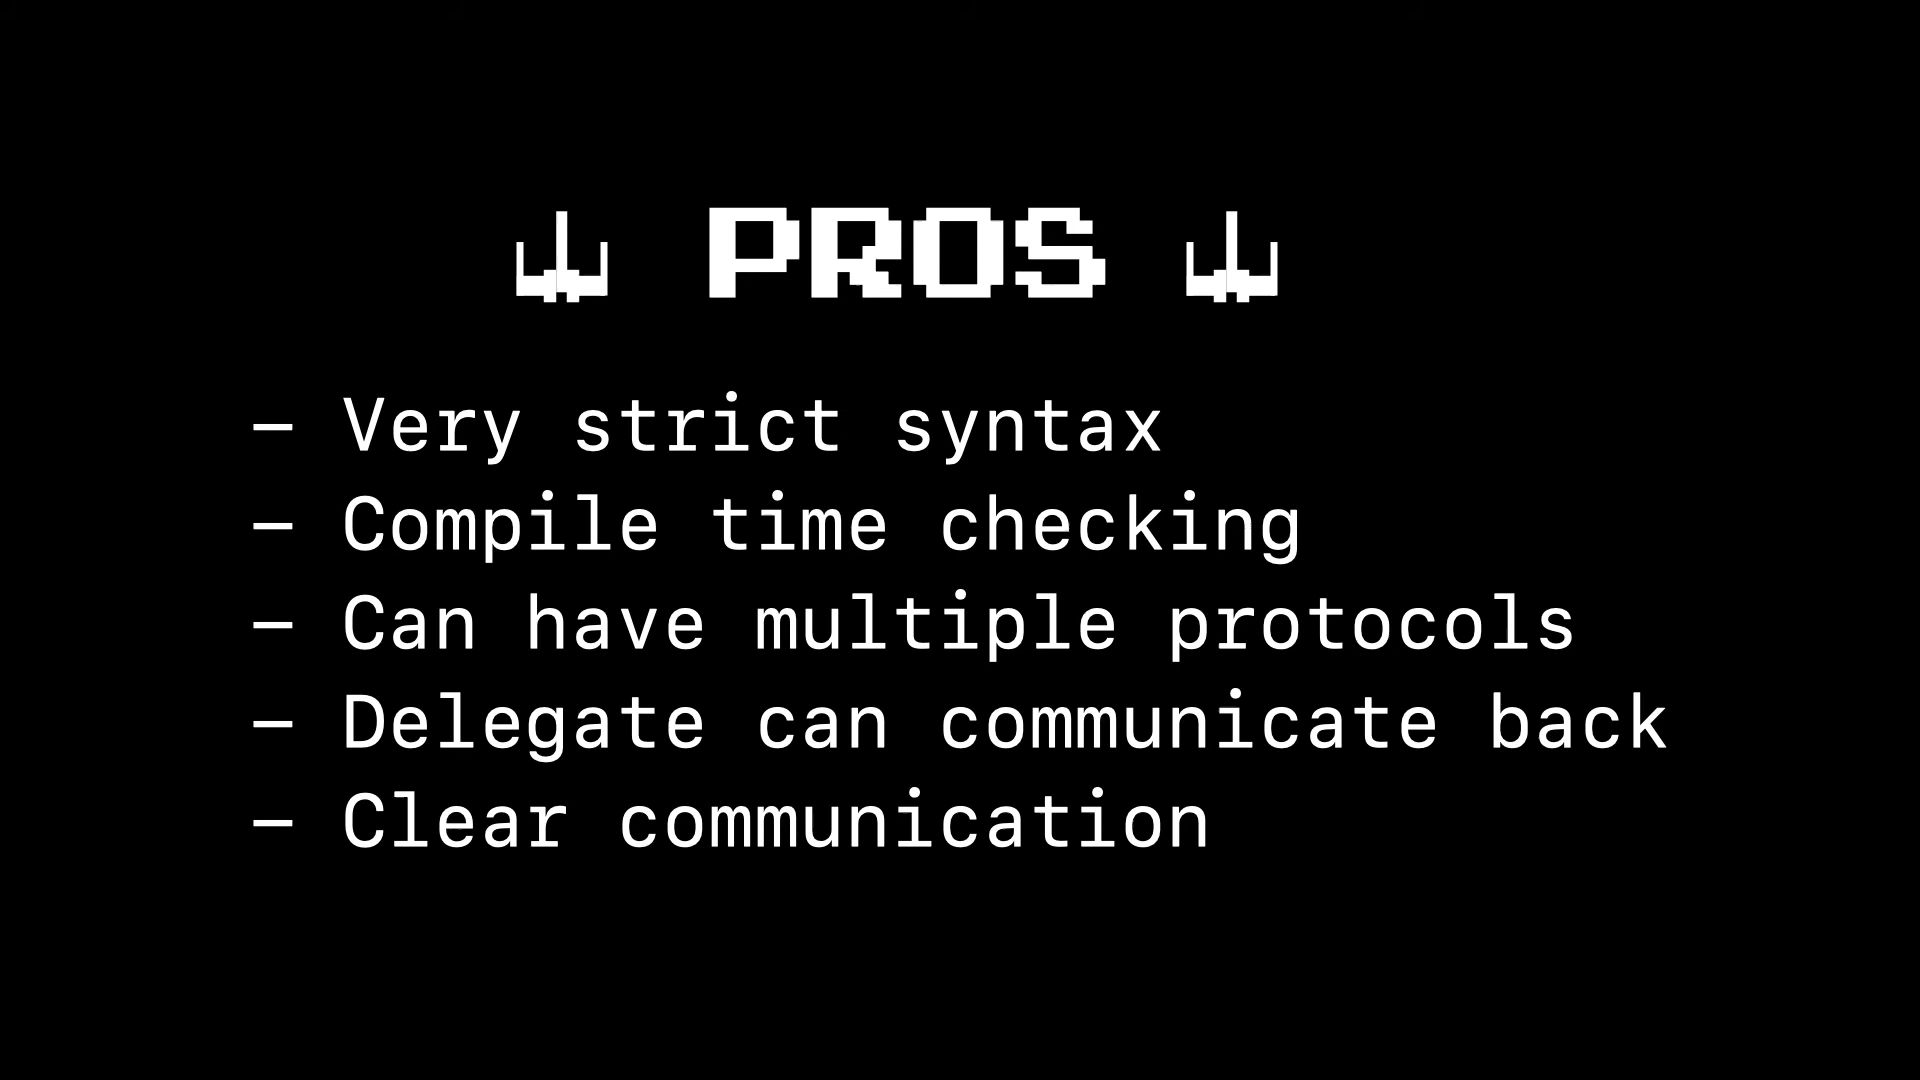 PROS
– Very strict syntax
– Compile time checking
– Can have multiple protocols
– Delegate can communicate back
– Clear communication